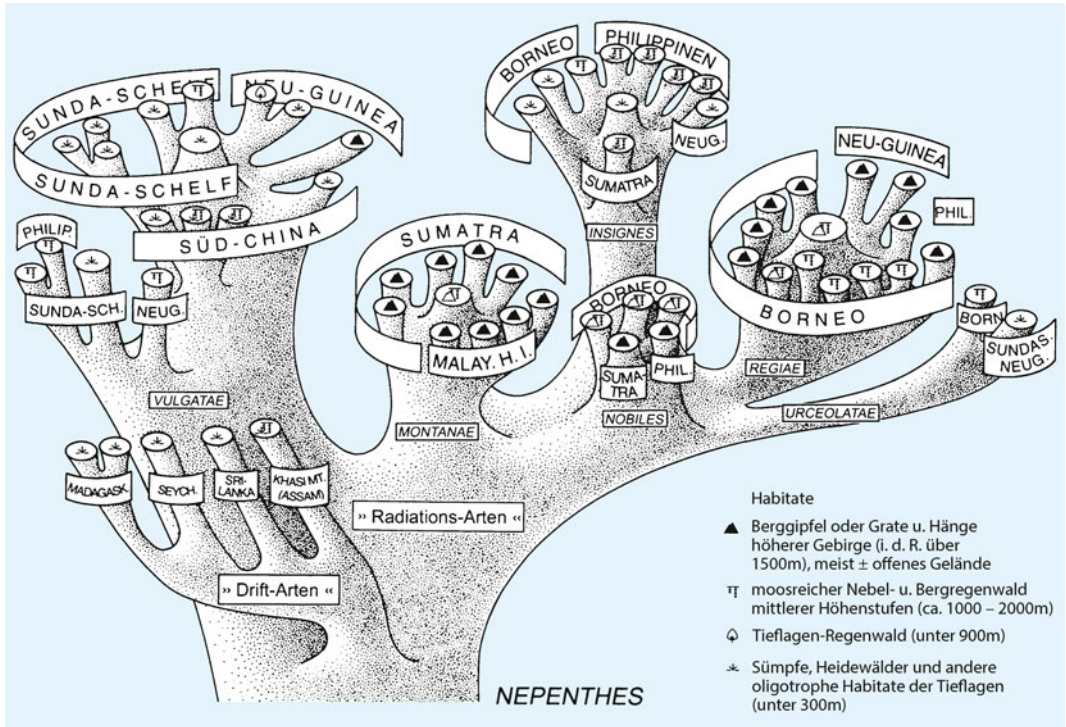 SUNDA-SCHELF
NEU-GUINEA
SUNDA-SCHELF
SÜD-CHINA
BORNEO
PHILIPPINEN
NEUG.
SUMATRA
INSIGNES
PHILIP.
SUNDA-SCH.
NEUG.
VULGATAE
SUMATRA
MALAY. H. I.
MONTANAE
BORNEO
SUMA-
TRA
PHIL.
NOBILES
NEU-GUINEA
PHIL.
BORNEO
REGIAE
BORN.
SUNDAS.
NEUG.
URCEOLATAE
MADAGASK.
SEYCH.
SRI-
LANKA
KHASI MT.
(ASSAM)
» Radiations-Arten «
» Drift-Arten «
NEPENTHES
Habitate
Berggipfel oder Grate u. Hänge
höherer Gebirge (i. d. R. über
1500m), meist ± offenes Gelände
moosreicher Nebel- u. Bergregenwald
mittlerer Höhenstufen (ca. 1000 – 2000m)
Tieflagen-Regenwald (unter 900m)
Sümpfe, Heidewälder und andere
oligotrophe Habitate der Tieflagen
(unter 300m)